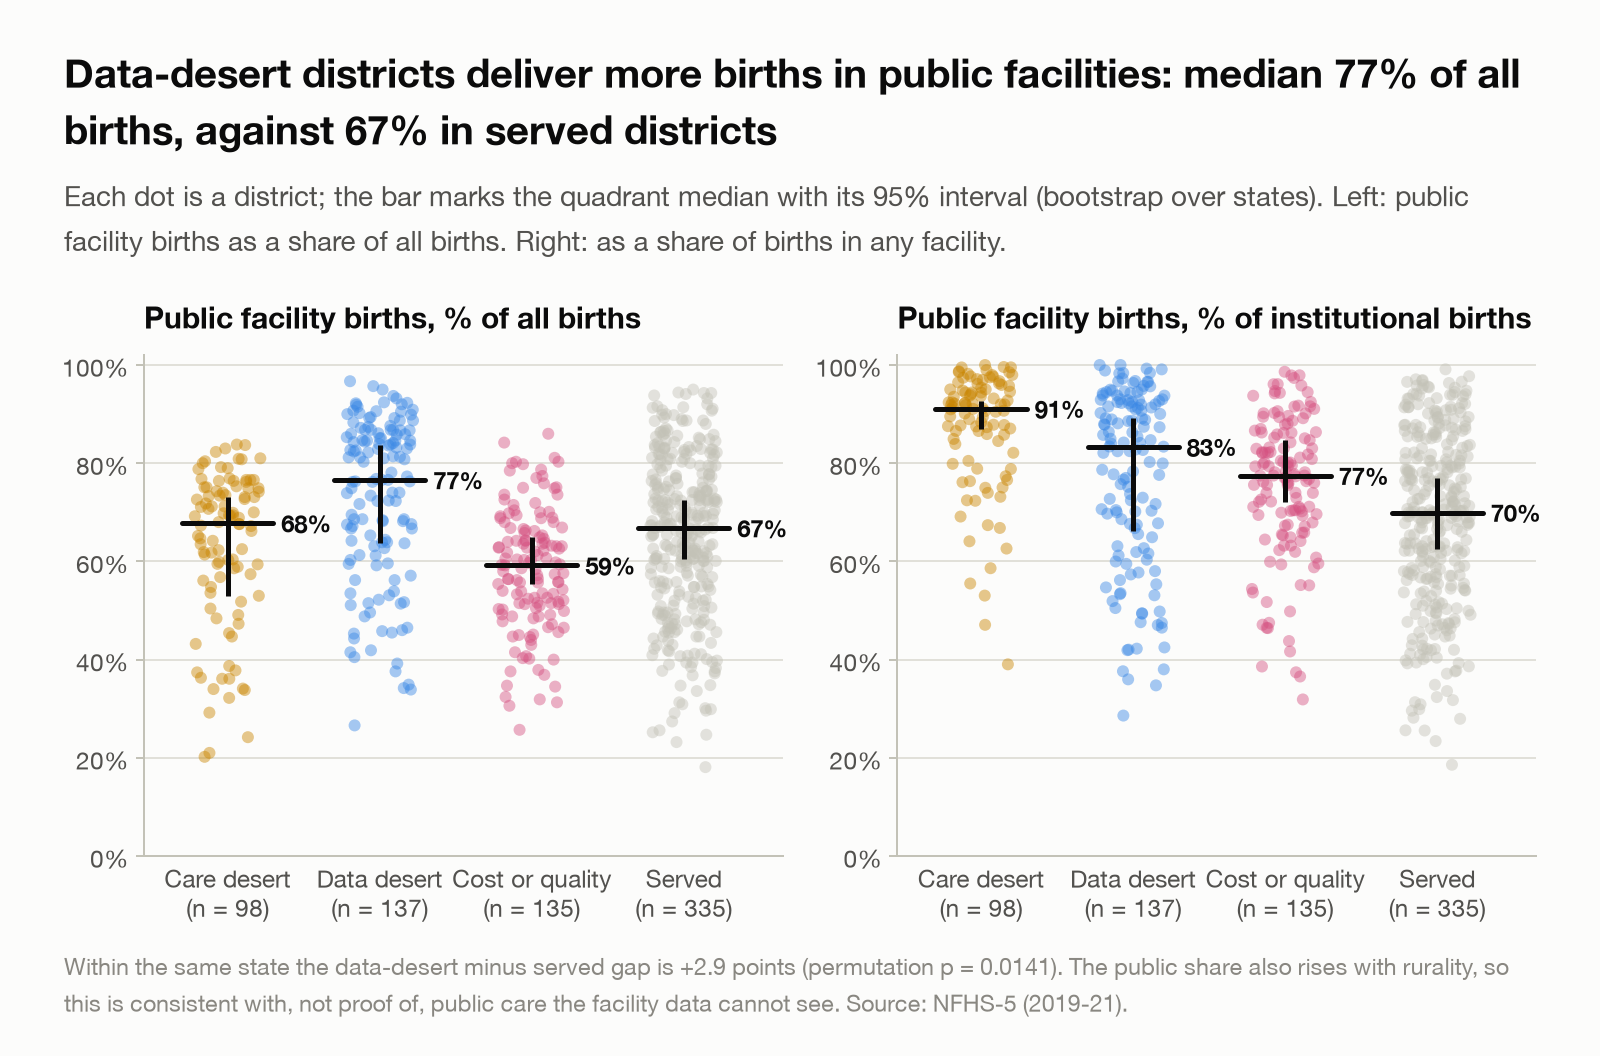 Data-desert districts deliver more births in public facilities: median 77% of all
births, against 67% in served districts
Each dot is a district; the bar marks the quadrant median with its 95% interval (bootstrap over states). Left: public
facility births as a share of all births. Right: as a share of births in any facility.
Public facility births, % of all births
100%
80%
60%
40%
20%
0%
68%
77%
59%
67%
Care desert
(n = 98)
Data desert
(n = 137)
Cost or quality
(n = 135)
Served
(n = 335)
Public facility births, % of institutional births
100%
80%
60%
40%
20%
0%
91%
83%
77%
70%
Care desert
(n = 98)
Data desert
(n = 137)
Cost or quality
(n = 135)
Served
(n = 335)
Within the same state the data-desert minus served gap is +2.9 points (permutation p = 0.0141). The public share also rises with rurality, so
this is consistent with, not proof of, public care the facility data cannot see. Source: NFHS-5 (2019-21).